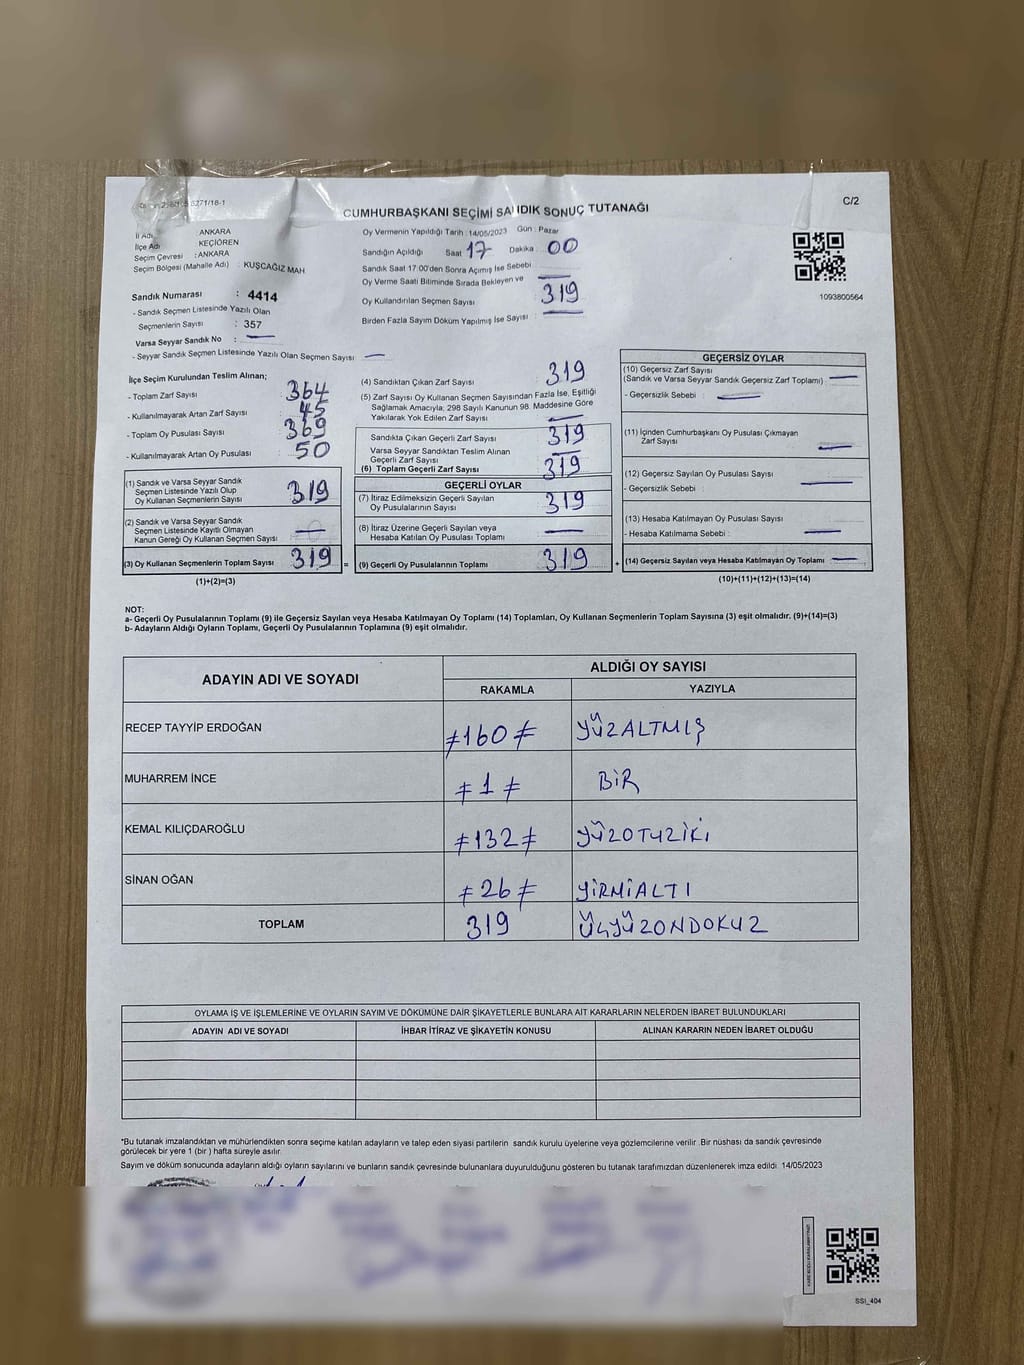 C/2
CUMHURBAŞKANI SEÇİMİ SANDIK SONUÇ TUTANAĞI
İl Adı : ANKARA
İlçe Adı : KEÇİÖREN
Seçim Çevresi : ANKARA
Seçim Bölgesi (Mahalle Adı) : KUŞCAĞIZ MAH
Sandık Numarası : 4414
- Sandık Seçmen Listesinde Yazılı Olan
Seçmenlerin Sayısı : 357
Varsa Seyyar Sandık No : —
- Seyyar Sandık Seçmen Listesinde Yazılı Olan Seçmen Sayısı : —
Oy Vermenin Yapıldığı Tarih : 14/05/2023 Gün : Pazar
Sandığın Açıldığı Saat 17 Dakika 00
Sandık Saat 17:00'den Sonra Açımış İse Sebebi :
Oy Verme Saati Bitiminde Sırada Bekleyen ve —
Oy Kullandırılan Seçmen Sayısı : 319
Birden Fazla Sayım Döküm Yapılmış İse Sayısı : —
1093800564
İlçe Seçim Kurulundan Teslim Alınan;
- Toplam Zarf Sayısı : 364
- Kullanılmayarak Artan Zarf Sayısı : 45
- Toplam Oy Pusulası Sayısı : 369
- Kullanılmayarak Artan Oy Pusulası : 50
(1) Sandık ve Varsa Seyyar Sandık
Seçmen Listesinde Yazılı Olup
Oy Kullanan Seçmenlerin Sayısı : 319
(2) Sandık ve Varsa Seyyar Sandık
Seçmen Listesinde Kayıtlı Olmayan
Kanun Gereği Oy Kullanan Seçmen Sayısı : —
(3) Oy Kullanan Seçmenlerin Toplam Sayısı : 319
(1)+(2)=(3)
(4) Sandıktan Çıkan Zarf Sayısı : 319
(5) Zarf Sayısı Oy Kullanan Seçmen Sayısından Fazla İse, Eşitliği
Sağlamak Amacıyla, 298 Sayılı Kanunun 98. Maddesine Göre
Yakılarak Yok Edilen Zarf Sayısı : —
Sandıkta Çıkan Geçerli Zarf Sayısı : 319
Varsa Seyyar Sandıktan Teslim Alınan
Geçerli Zarf Sayısı : —
(6) Toplam Geçerli Zarf Sayısı : 319
GEÇERLİ OYLAR
(7) İtiraz Edilmeksizin Geçerli Sayılan
Oy Pusulalarının Sayısı : 319
(8) İtiraz Üzerine Geçerli Sayılan veya
Hesaba Katılan Oy Pusulası Toplamı : —
(9) Geçerli Oy Pusulalarının Toplamı : 319
GEÇERSİZ OYLAR
(10) Geçersiz Zarf Sayısı
(Sandık ve Varsa Seyyar Sandık Geçersiz Zarf Toplamı) : —
- Geçersizlik Sebebi : —
(11) İçinden Cumhurbaşkanı Oy Pusulası Çıkmayan
Zarf Sayısı : —
(12) Geçersiz Sayılan Oy Pusulası Sayısı : —
- Geçersizlik Sebebi :
(13) Hesaba Katılmayan Oy Pusulası Sayısı :
- Hesaba Katılmama Sebebi : —
(14) Geçersiz Sayılan veya Hesaba Katılmayan Oy Toplamı : —
(10)+(11)+(12)+(13)=(14)
NOT:
a- Geçerli Oy Pusulalarının Toplamı (9) ile Geçersiz Sayılan veya Hesaba Katılmayan Oy Toplamı (14) Toplamları, Oy Kullanan Seçmenlerin Toplam Sayısına (3) eşit olmalıdır. (9)+(14)=(3)
b- Adayların Aldığı Oyların Toplamı, Geçerli Oy Pusulalarının Toplamına (9) eşit olmalıdır.
ADAYIN ADI VE SOYADI
ALDIĞI OY SAYISI
RAKAMLA YAZIYLA
RECEP TAYYİP ERDOĞAN ≠160≠ YÜZALTMIŞ
MUHARREM İNCE ≠1≠ BİR
KEMAL KILIÇDAROĞLU ≠132≠ YÜZOTUZİKİ
SİNAN OĞAN ≠26≠ YİRMİALTI
TOPLAM 319 ÜÇYÜZONDOKUZ
OYLAMA İŞ VE İŞLEMLERİNE VE OYLARIN SAYIM VE DÖKÜMÜNE DAİR ŞİKAYETLERLE BUNLARA AİT KARARLARIN NELERDEN İBARET BULUNDUKLARI
ADAYIN ADI VE SOYADI İHBAR İTİRAZ VE ŞİKAYETİN KONUSU ALINAN KARARIN NEDEN İBARET OLDUĞU
*Bu tutanak imzalandıktan ve mühürlendikten sonra seçime katılan adayların ve talep eden siyasi partilerin sandık kurulu üyelerine veya gözlemcilerine verilir. Bir nüshası da sandık çevresinde
görülecek bir yere 1 (bir) hafta süreyle asılır.
Sayım ve döküm sonucunda adayların aldığı oyların sayılarını ve bunların sandık çevresinde bulunanlara duyurulduğunu gösteren bu tutanak tarafımızdan düzenlenerek imza edildi. 14/05/2023
SSI_404